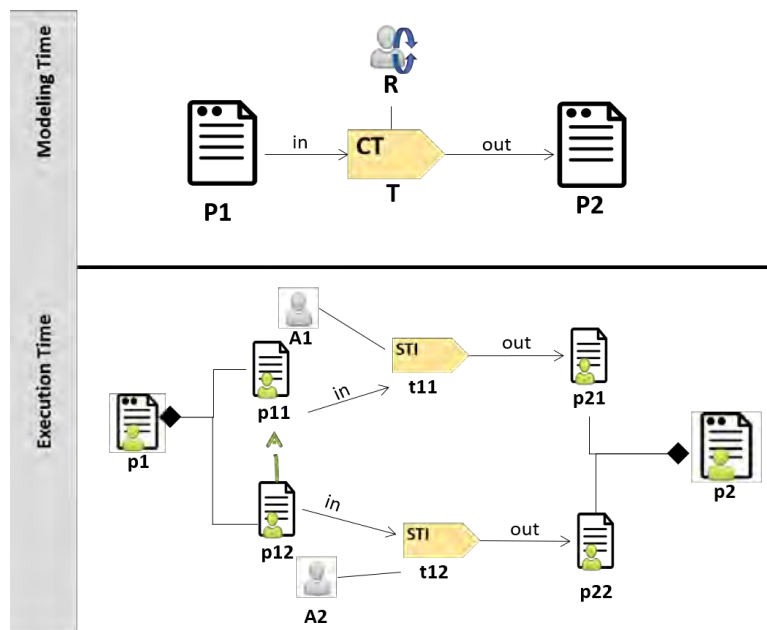 Modeling Time
R
in
CT
out
P1
T
P2
Execution Time
A1
STI
out
p11
in
t11
p21
p1
p2
in
STI
out
p12
t12
p22
A2